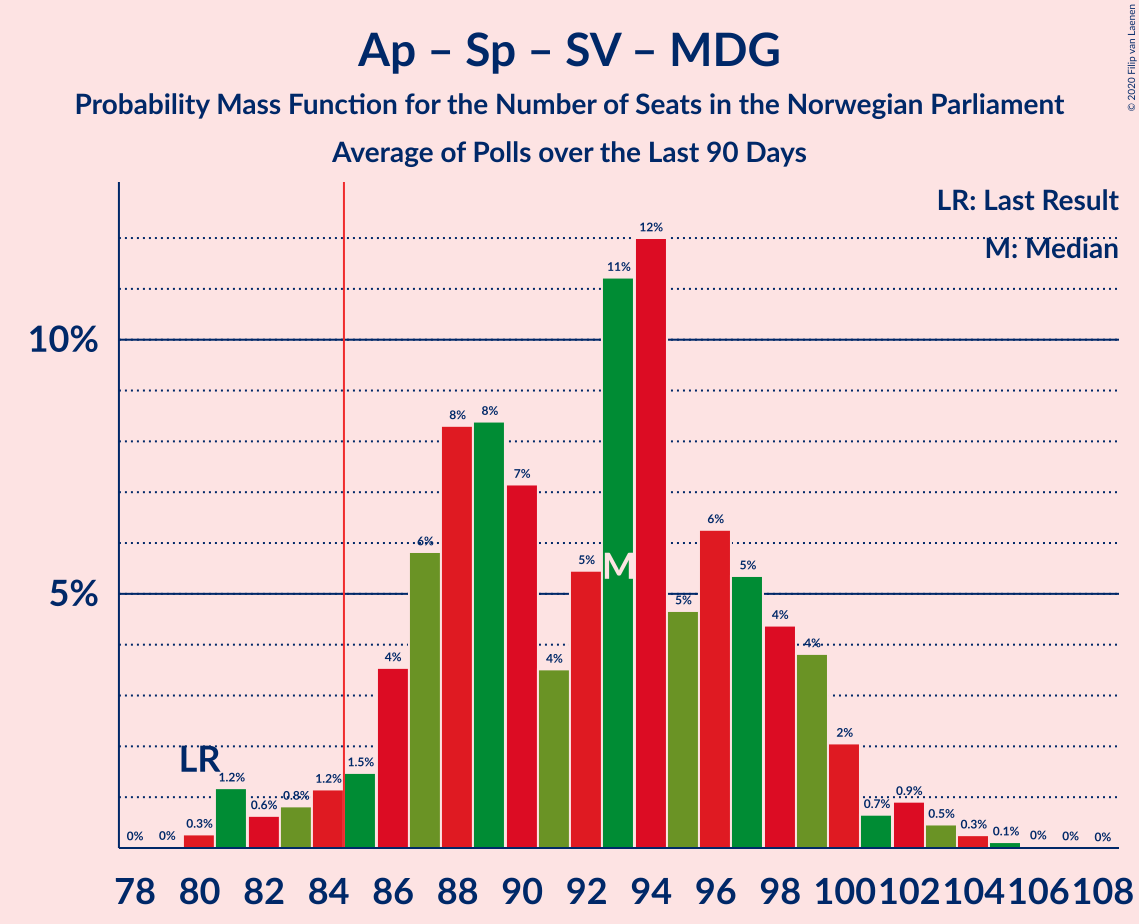 © 2020 Filip van Laenen
Ap – Sp – SV – MDG
Probability Mass Function for the Number of Seats in the Norwegian Parliament
Average of Polls over the Last 90 Days
LR: Last Result
M: Median
10%
5%
LR
M
0% 0% 0.3% 1.2% 0.6% 0.8% 1.2% 1.5% 4% 6% 8% 8% 7% 4% 5% 11% 12% 5% 6% 5% 4% 4% 2% 0.7% 0.9% 0.5% 0.3% 0.1% 0% 0% 0%
78 80 82 84 86 88 90 92 94 96 98 100 102 104 106 108